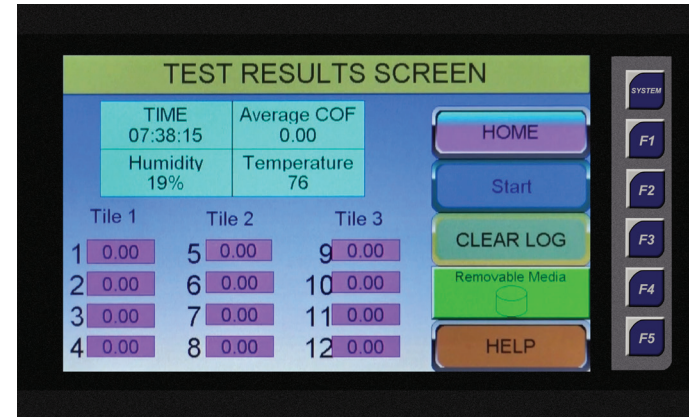 TEST RESULTS SCREEN
TIME
07:38:15
Average COF
0.00
Humidity
19%
Temperature
76
Tile 1
Tile 2
Tile 3
1 0.00
5 0.00
9 0.00
2 0.00
6 0.00
10 0.00
3 0.00
7 0.00
11 0.00
4 0.00
8 0.00
12 0.00
HOME
Start
CLEAR LOG
Removable Media
HELP
SYSTEM
F1
F2
F3
F4
F5